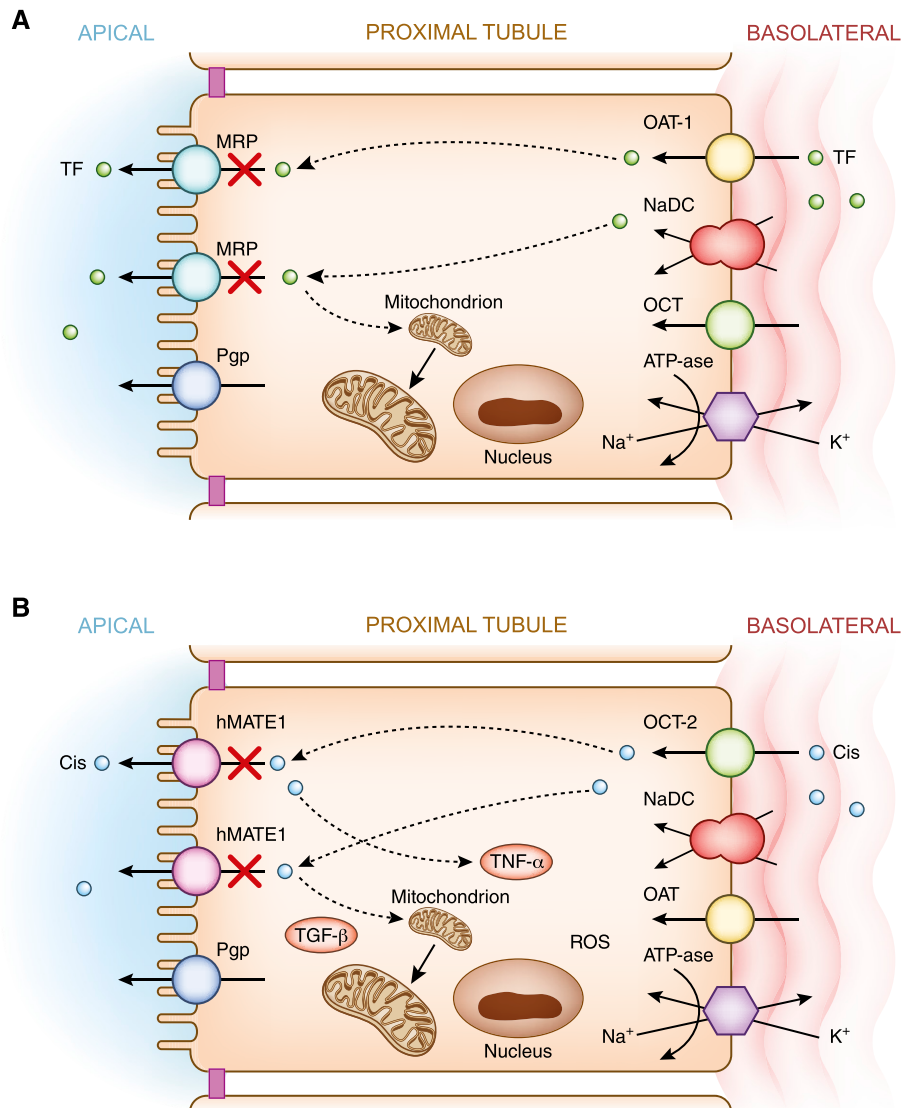 A
APICAL
PROXIMAL TUBULE
BASOLATERAL
OAT-1
MRP
TF
TF
NaDC
MRP
Mitochondrion
OCT
Pgp
ATP-ase
Na⁺
K⁺
Nucleus
B
APICAL
PROXIMAL TUBULE
BASOLATERAL
hMATE1
OCT-2
Cis
Cis
NaDC
hMATE1
TNF-α
Mitochondrion
OAT
TGF-β
ROS
Pgp
ATP-ase
Na⁺
K⁺
Nucleus